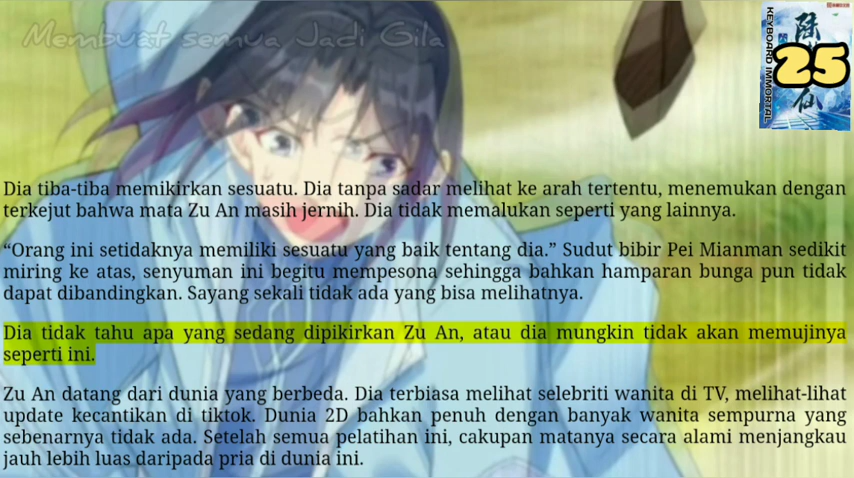 Membuat semua Jadi Gila
KEYBOARD IMMORTAL
25
Dia tiba-tiba memikirkan sesuatu. Dia tanpa sadar melihat ke arah tertentu, menemukan dengan
terkejut bahwa mata Zu An masih jernih. Dia tidak memalukan seperti yang lainnya.
“Orang ini setidaknya memiliki sesuatu yang baik tentang dia.” Sudut bibir Pei Mianman sedikit
miring ke atas, senyuman ini begitu mempesona sehingga bahkan hamparan bunga pun tidak
dapat dibandingkan. Sayang sekali tidak ada yang bisa melihatnya.
Dia tidak tahu apa yang sedang dipikirkan Zu An, atau dia mungkin tidak akan memujinya
seperti ini.
Zu An datang dari dunia yang berbeda. Dia terbiasa melihat selebriti wanita di TV, melihat-lihat
update kecantikan di tiktok. Dunia 2D bahkan penuh dengan banyak wanita sempurna yang
sebenarnya tidak ada. Setelah semua pelatihan ini, cakupan matanya secara alami menjangkau
jauh lebih luas daripada pria di dunia ini.